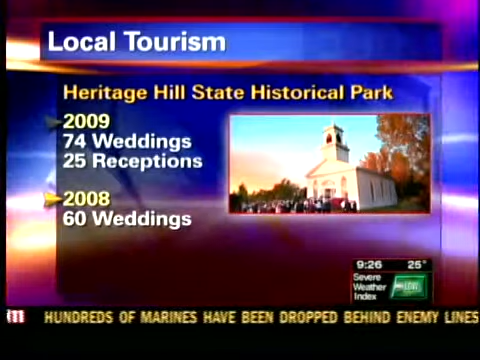 Local Tourism
Heritage Hill State Historical Park
2009
74 Weddings
25 Receptions
2008
60 Weddings
9:26 25°
Severe
Weather
Index
LOW
HUNDREDS OF MARINES HAVE BEEN DROPPED BEHIND ENEMY LINES